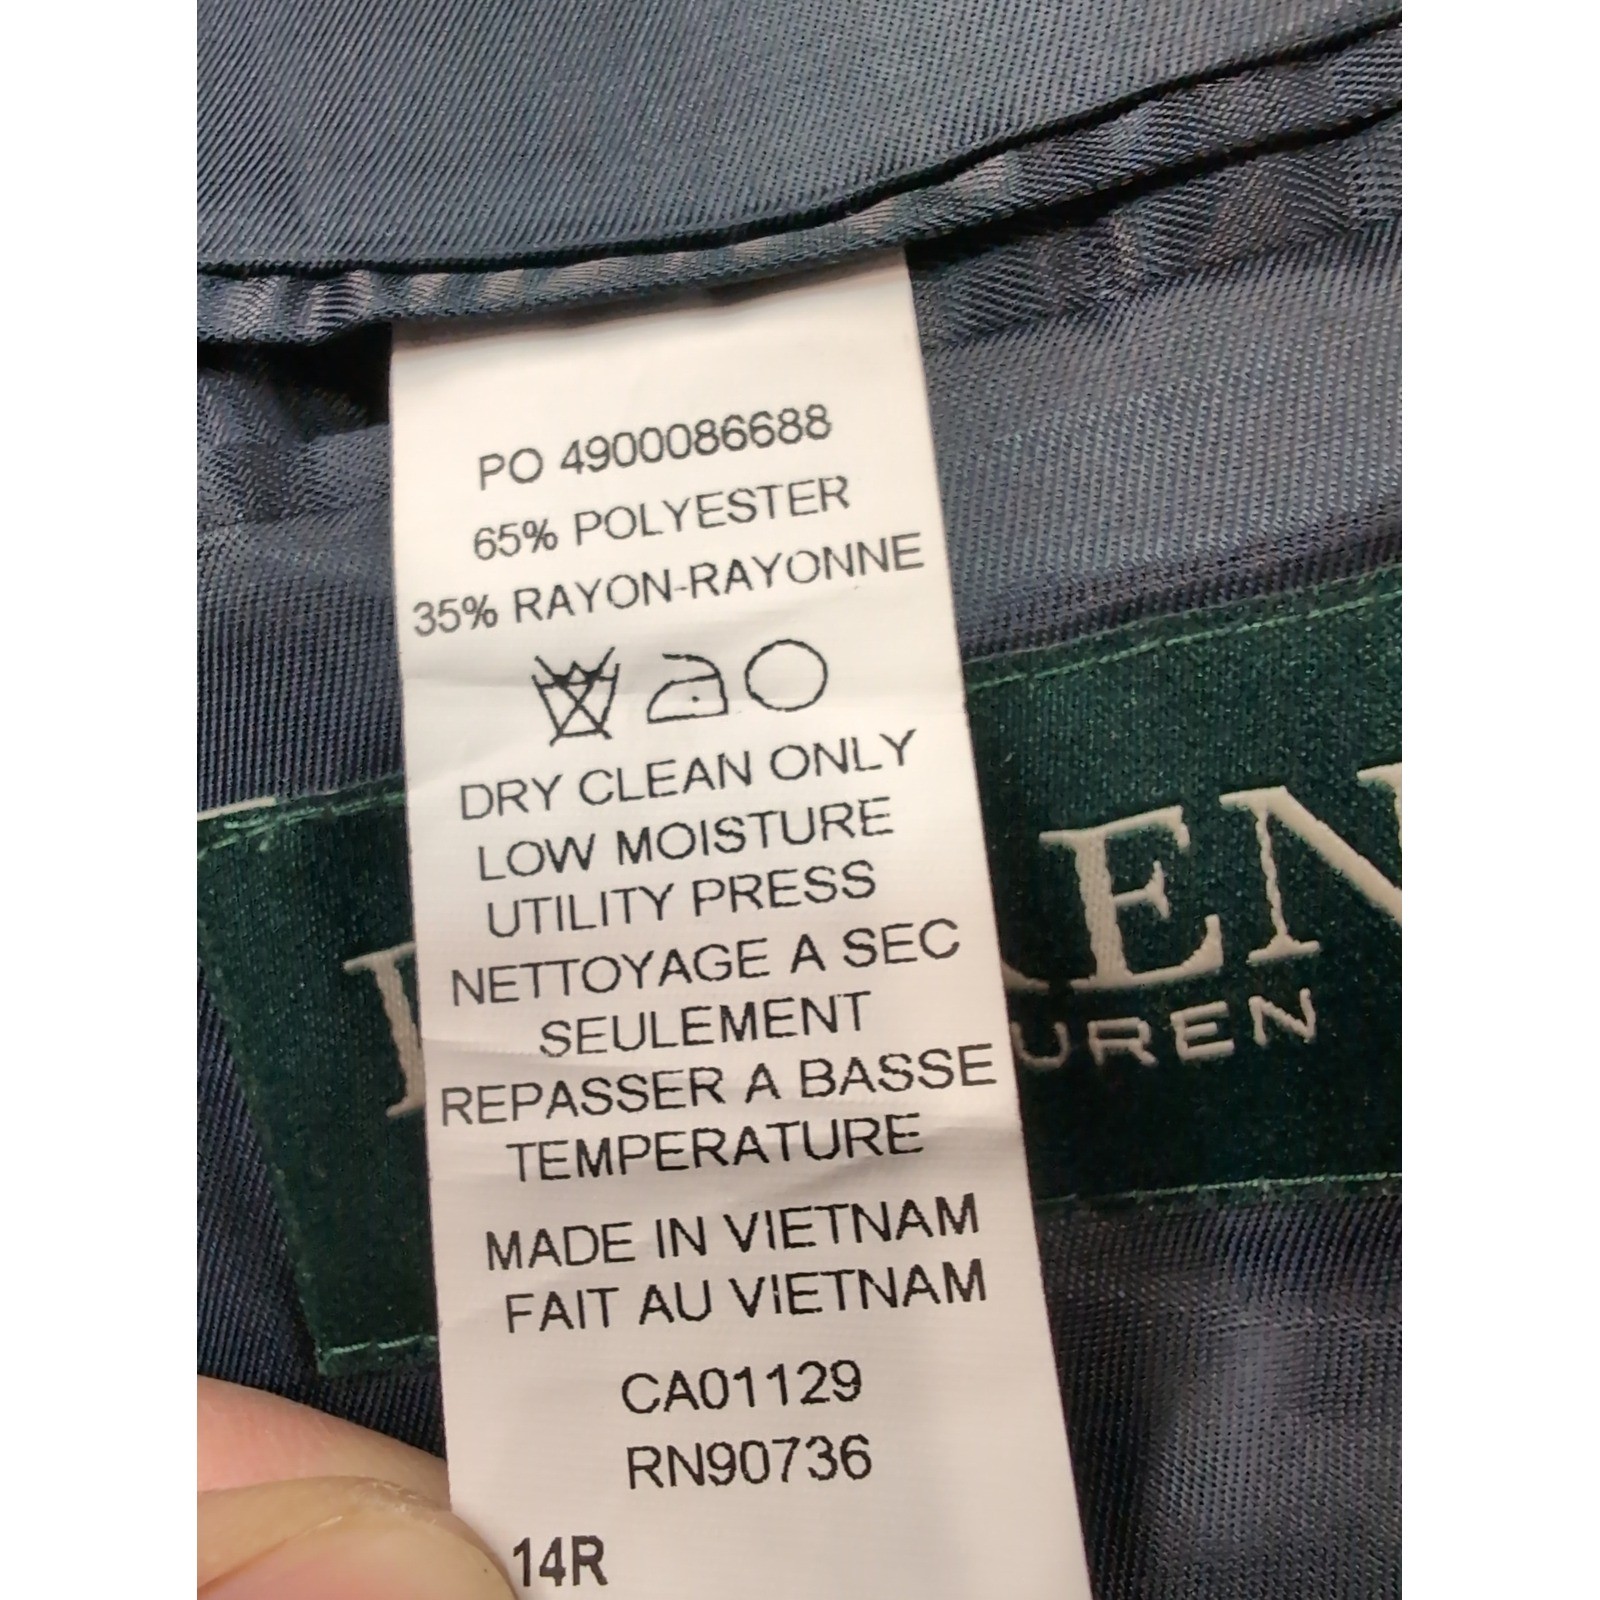 PO 4900086688
65% POLYESTER
35% RAYON-RAYONNE
DRY CLEAN ONLY
LOW MOISTURE
UTILITY PRESS
NETTOYAGE A SEC
SEULEMENT
REPASSER A BASSE
TEMPERATURE
MADE IN VIETNAM
FAIT AU VIETNAM
CA01129
RN90736
14R